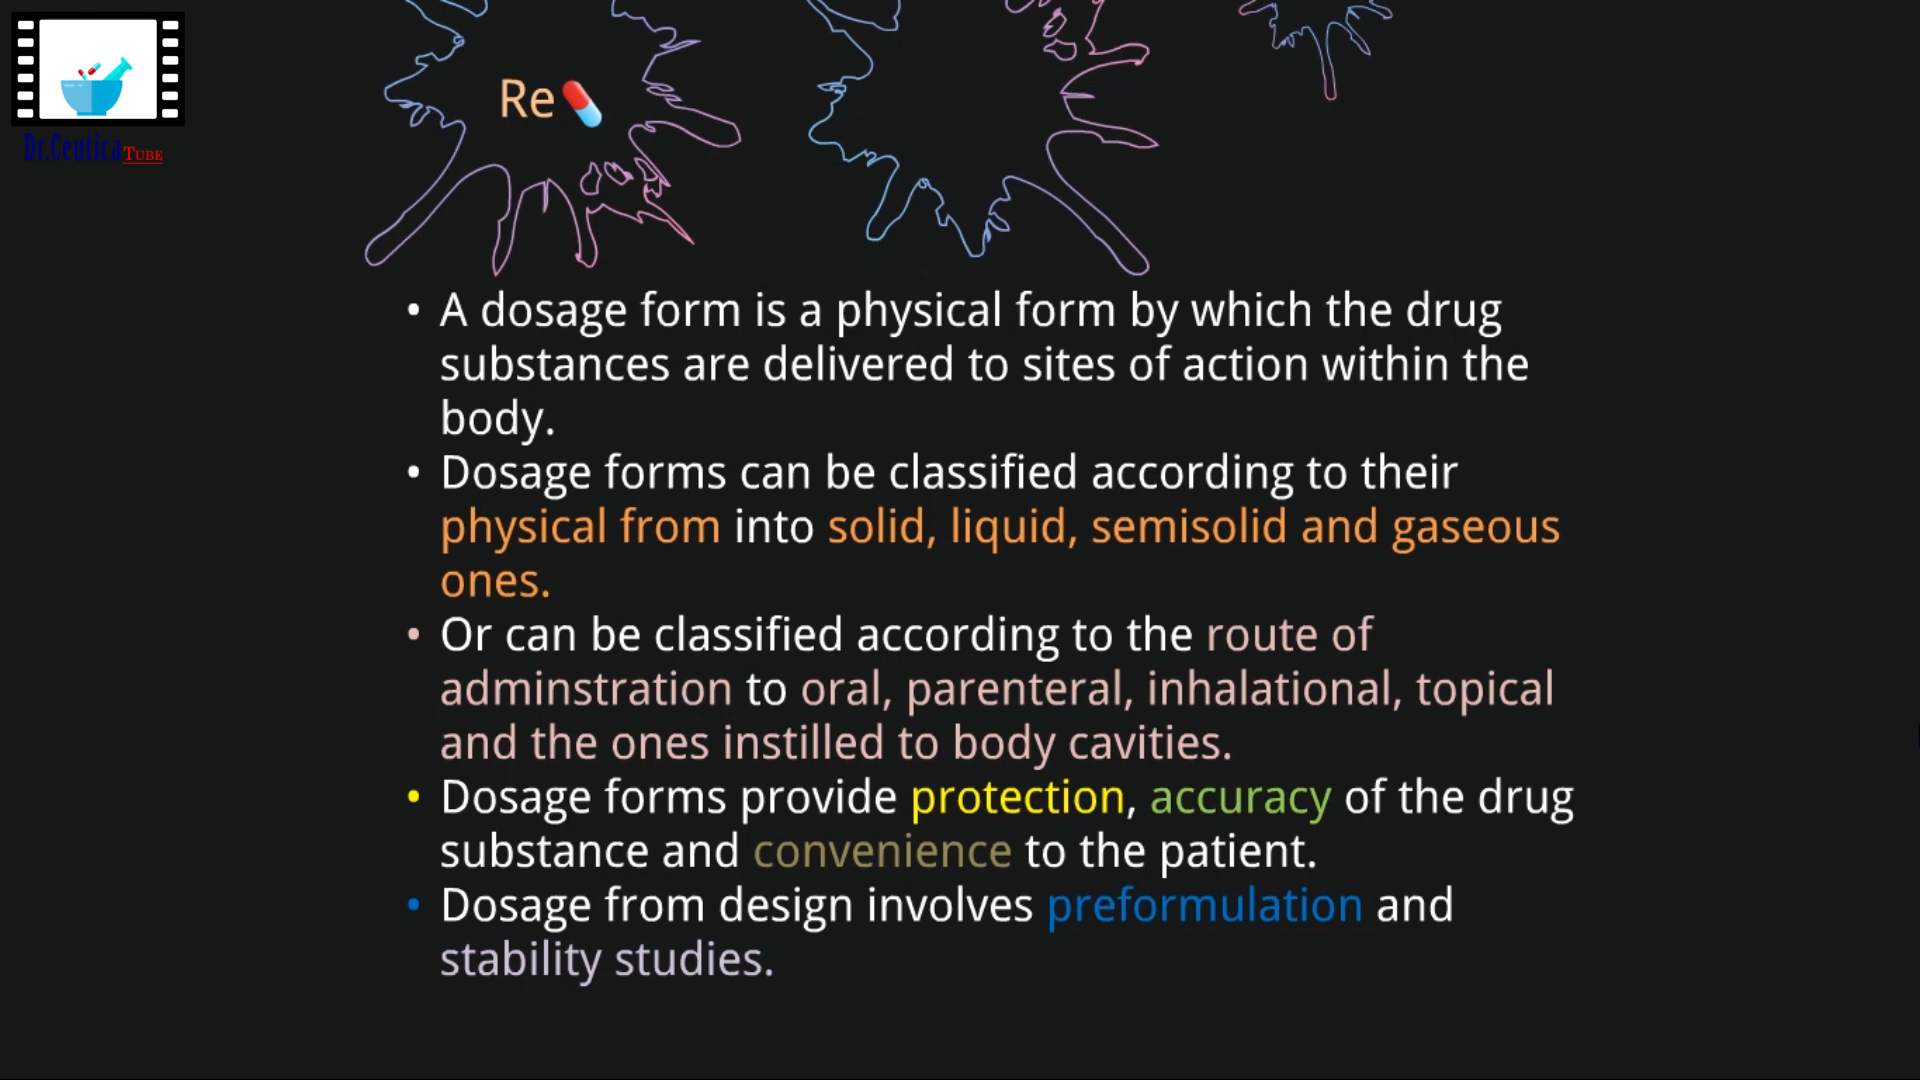 Dr.CeuticaTUBE
Re
• A dosage form is a physical form by which the drug
substances are delivered to sites of action within the
body.
• Dosage forms can be classified according to their
physical from into solid, liquid, semisolid and gaseous
ones.
• Or can be classified according to the route of
adminstration to oral, parenteral, inhalational, topical
and the ones instilled to body cavities.
• Dosage forms provide protection, accuracy of the drug
substance and convenience to the patient.
• Dosage from design involves preformulation and
stability studies.